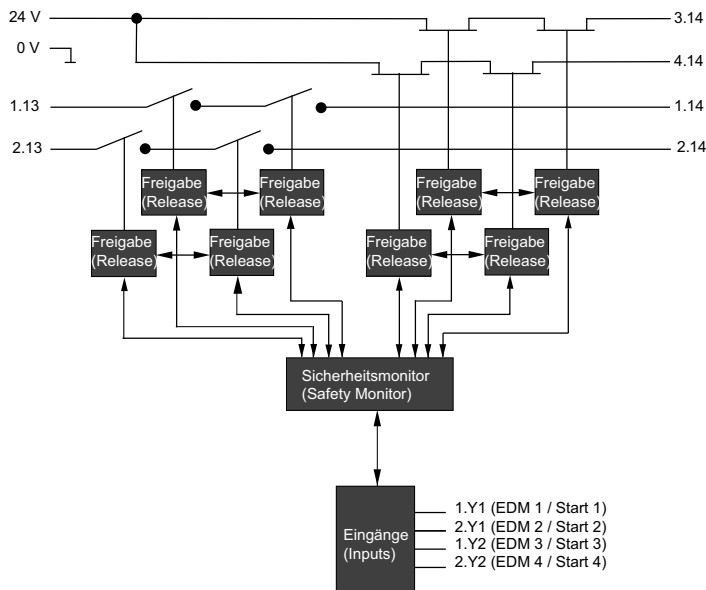 24 V
3.14
0 V
4.14
1.13
1.14
2.13
2.14
Freigabe
(Release)
Freigabe
(Release)
Freigabe
(Release)
Freigabe
(Release)
Freigabe
(Release)
Freigabe
(Release)
Freigabe
(Release)
Freigabe
(Release)
Sicherheitsmonitor
(Safety Monitor)
Eingänge
(Inputs)
1.Y1 (EDM 1 / Start 1)
2.Y1 (EDM 2 / Start 2)
1.Y2 (EDM 3 / Start 3)
2.Y2 (EDM 4 / Start 4)